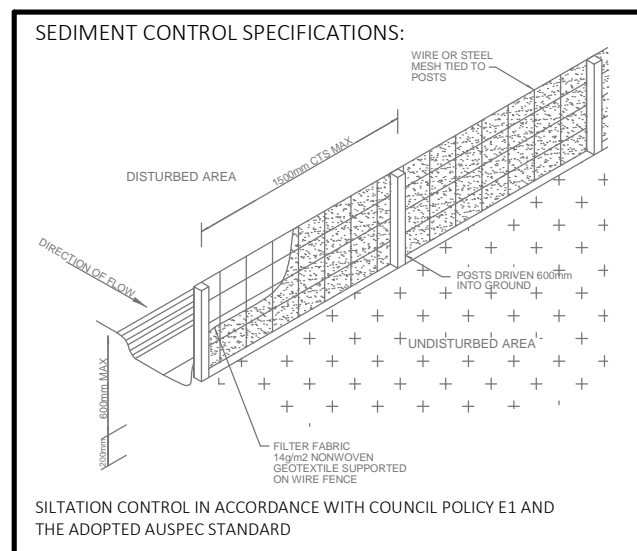 SEDIMENT CONTROL SPECIFICATIONS:
WIRE OR STEEL
MESH TIED TO
POSTS
1500mm CTS MAX
DISTURBED AREA
DIRECTION OF FLOW
POSTS DRIVEN 600mm
INTO GROUND
UNDISTURBED AREA
600mm MAX
200mm
FILTER FABRIC
14g/m2 NONWOVEN
GEOTEXTILE SUPPORTED
ON WIRE FENCE
SILTATION CONTROL IN ACCORDANCE WITH COUNCIL POLICY E1 AND
THE ADOPTED AUSPEC STANDARD